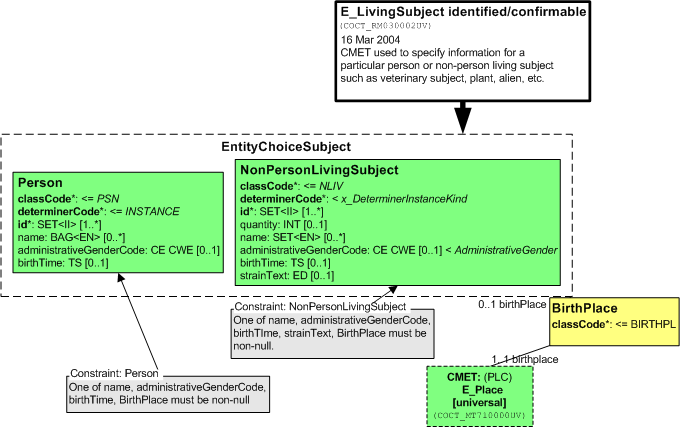 E_LivingSubject identified/confirmable
(COCT_RM030002UV)
16 Mar 2004
CMET used to specify information for a
particular person or non-person living subject
such as veterinary subject, plant, alien, etc.
EntityChoiceSubject
Person
classCode*: <= PSN
determinerCode*: <= INSTANCE
id*: SET<II> [1..*]
name: BAG<EN> [0..*]
administrativeGenderCode: CE CWE [0..1]
birthTime: TS [0..1]
NonPersonLivingSubject
classCode*: <= NLIV
determinerCode*: < x_DeterminerInstanceKind
id*: SET<II> [1..*]
quantity: INT [0..1]
name: SET<EN> [0..*]
administrativeGenderCode: CE CWE [0..1] < AdministrativeGender
birthTime: TS [0..1]
strainText: ED [0..1]
Constraint: NonPersonLivingSubject
One of name, administrativeGenderCode,
birthTIme, strainText, BirthPlace must be
non-null.
0..1 birthPlace
BirthPlace
classCode*: <= BIRTHPL
1..1 birthplace
Constraint: Person
One of name, administrativeGenderCode,
birthTime, BirthPlace must be non-null
CMET: (PLC)
E_Place
[universal]
(COCT_MT710000UV)